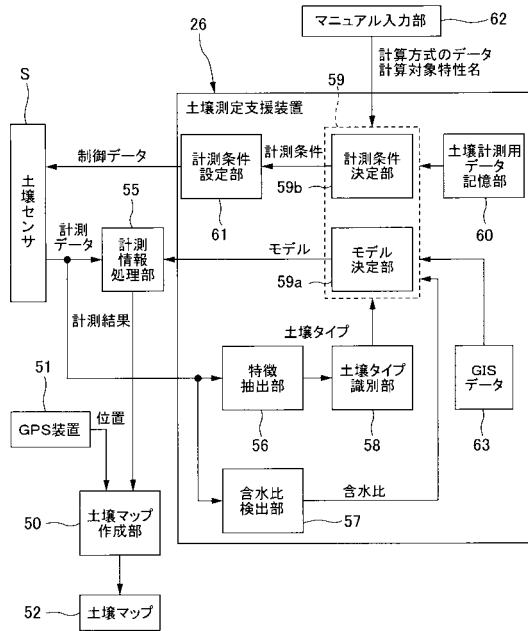 マニュアル入力部
62
26
計算方式のデータ
計算対象特性名
S
土壌測定支援装置
59
制御データ
計測条件
設定部
計測条件
計測条件
決定部
59b
土壌計測用
データ
記憶部
土壌センサ
55
61
60
計測
データ
計測
情報
処理部
モデル
モデル
決定部
59a
計測結果
土壌タイプ
51
特徴
抽出部
土壌タイプ
識別部
GIS
データ
GPS装置
位置
56
58
63
50
土壌マップ
作成部
含水比
検出部
含水比
57
52
土壌マップ